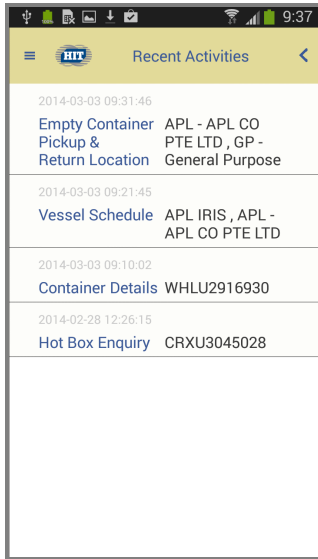 9:37
HIT
Recent Activities
2014-03-03 09:31:46
Empty Container Pickup & Return Location
APL - APL CO PTE LTD , GP - General Purpose
2014-03-03 09:21:45
Vessel Schedule
APL IRIS , APL - APL CO PTE LTD
2014-03-03 09:10:02
Container Details WHLU2916930
2014-02-28 12:26:15
Hot Box Enquiry CRXU3045028